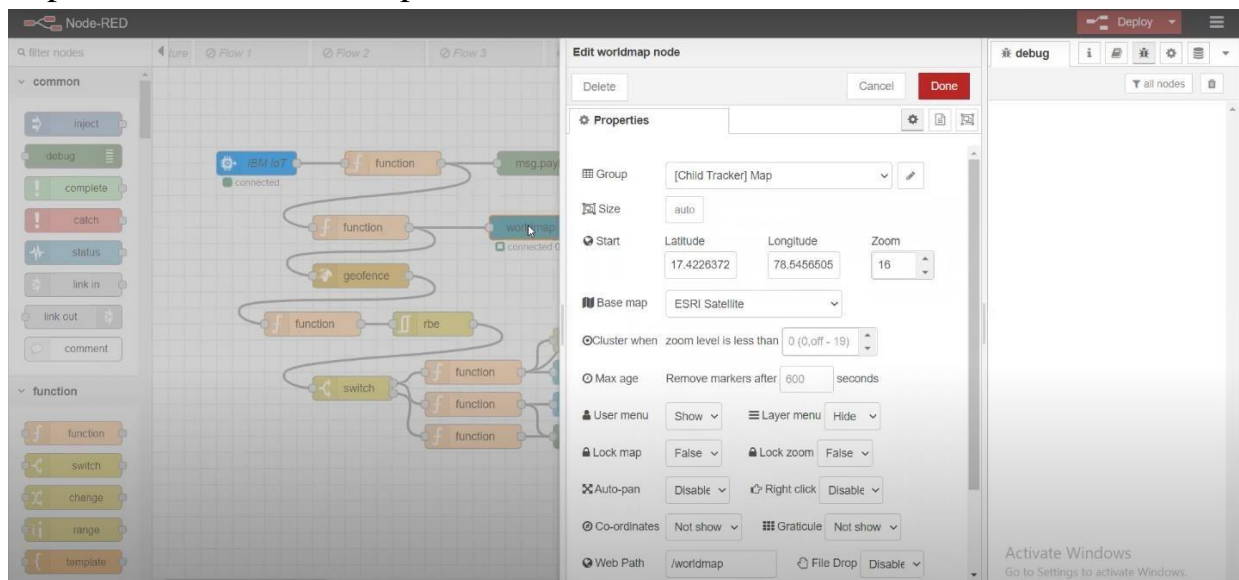 Node-RED
Deploy
filter nodes
Flow 1
Flow 2
Flow 3
Edit worldmap node
debug
i
common
Delete
Cancel
Done
all nodes
Properties
inject
debug
IBM IoT
function
msg.pay
connected
Group
[Child Tracker] Map
complete
Size
auto
catch
function
worldmap
Start
Latitude
Longitude
Zoom
status
connected 0
17.4226372
78.5456505
16
link in
geofence
Base map
ESRI Satellite
link out
function
rbe
Cluster when
zoom level is less than
0 (0,off - 19)
comment
function
Max age
Remove markers after
600
seconds
function
switch
function
User menu
Show
Layer menu
Hide
function
function
Lock map
False
Lock zoom
False
switch
Auto-pan
Disable
Right click
Disable
change
Co-ordinates
Not show
Graticule
Not show
range
Activate Windows
template
Web Path
/worldmap
File Drop
Disable
Go to Settings to activate Windows.